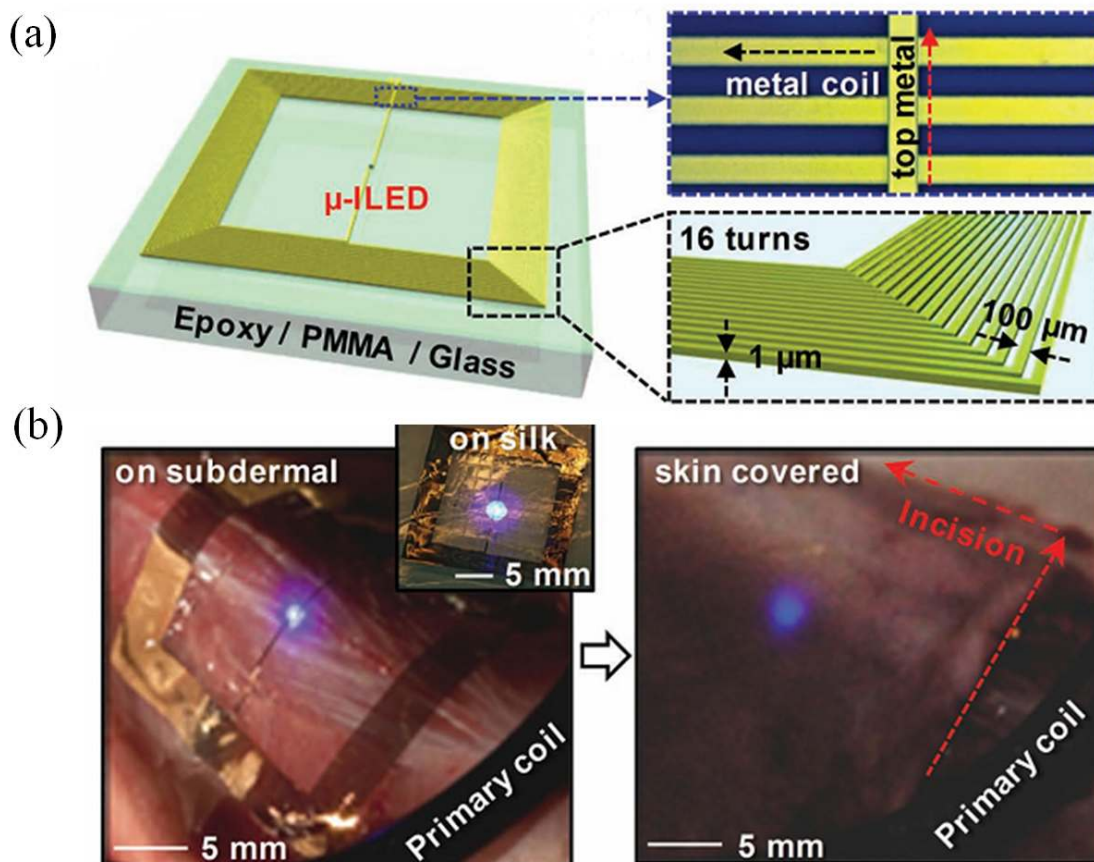 (a)
metal coil
top metal
μ-ILED
Epoxy / PMMA / Glass
16 turns
100 μm
1 μm
(b)
on subdermal
on silk
5 mm
5 mm
Primary coil
skin covered
Incision
5 mm
Primary coil